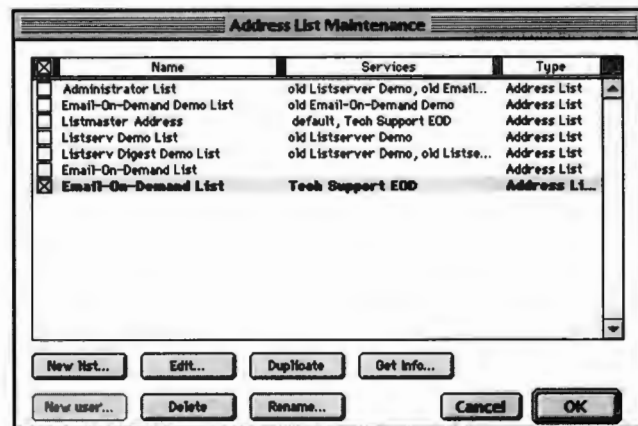 Address List Maintenance
Name Services Type
Administrator List old Listserver Demo, old Email... Address List
Email-On-Demand Demo List old Email-On-Demand Demo Address List
Listmaster Address default, Tech Support EOD Address List
Listserv Demo List old Listserver Demo Address List
Listserv Digest Demo List old Listserver Demo, old Listse... Address List
Email-On-Demand List Address List
Email-On-Demand List Tech Support EOD Address Li...
New list... Edit... Duplicate Get Info...
New user... Delete Rename... Cancel OK